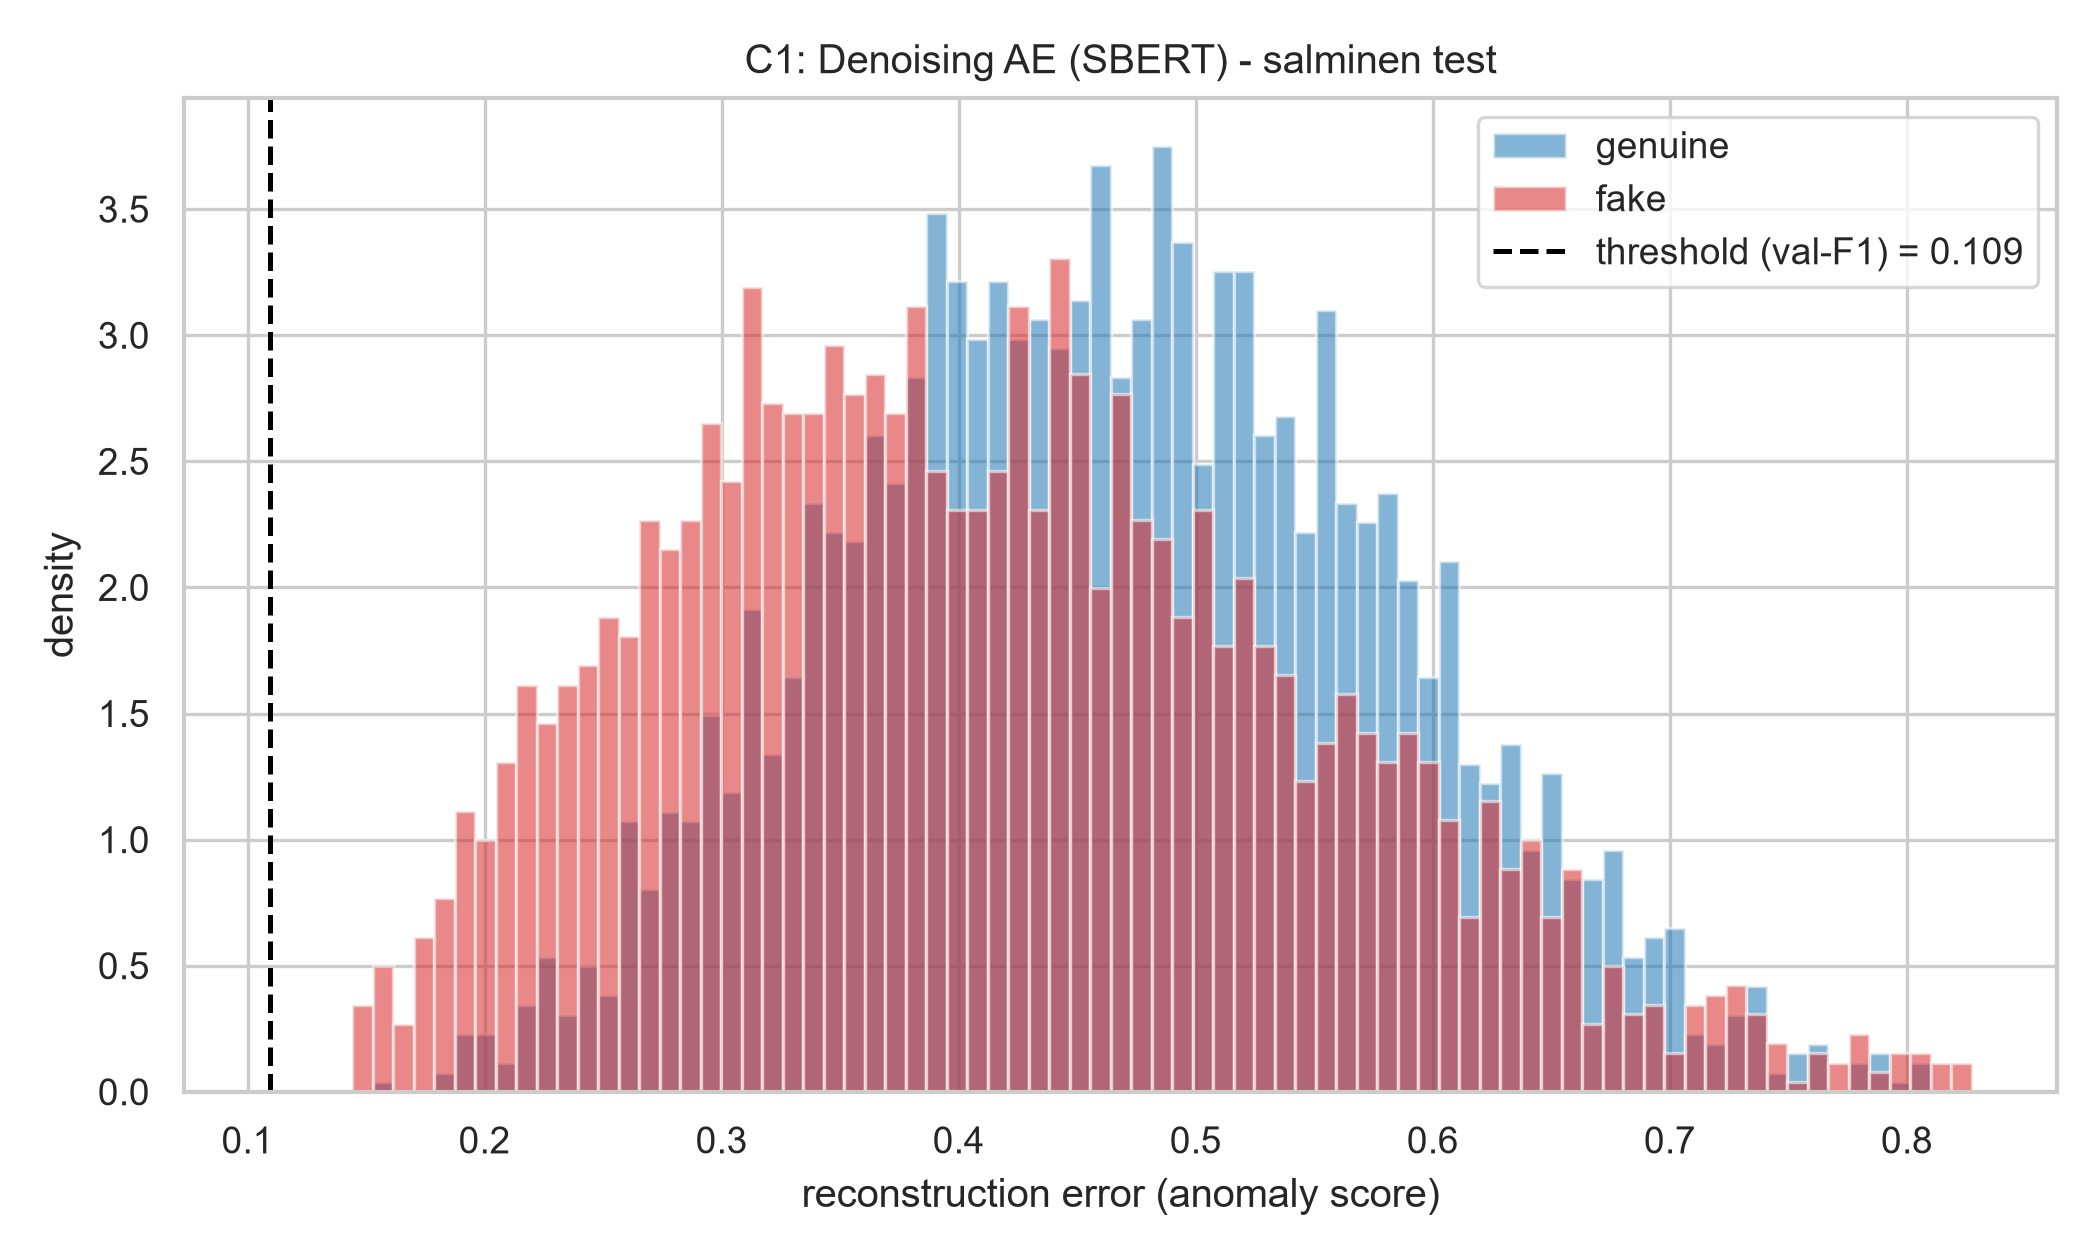 C1: Denoising AE (SBERT) - salminen test
genuine
fake
threshold (val-F1) = 0.109
density
3.5
3.0
2.5
2.0
1.5
1.0
0.5
0.0
0.1 0.2 0.3 0.4 0.5 0.6 0.7 0.8
reconstruction error (anomaly score)